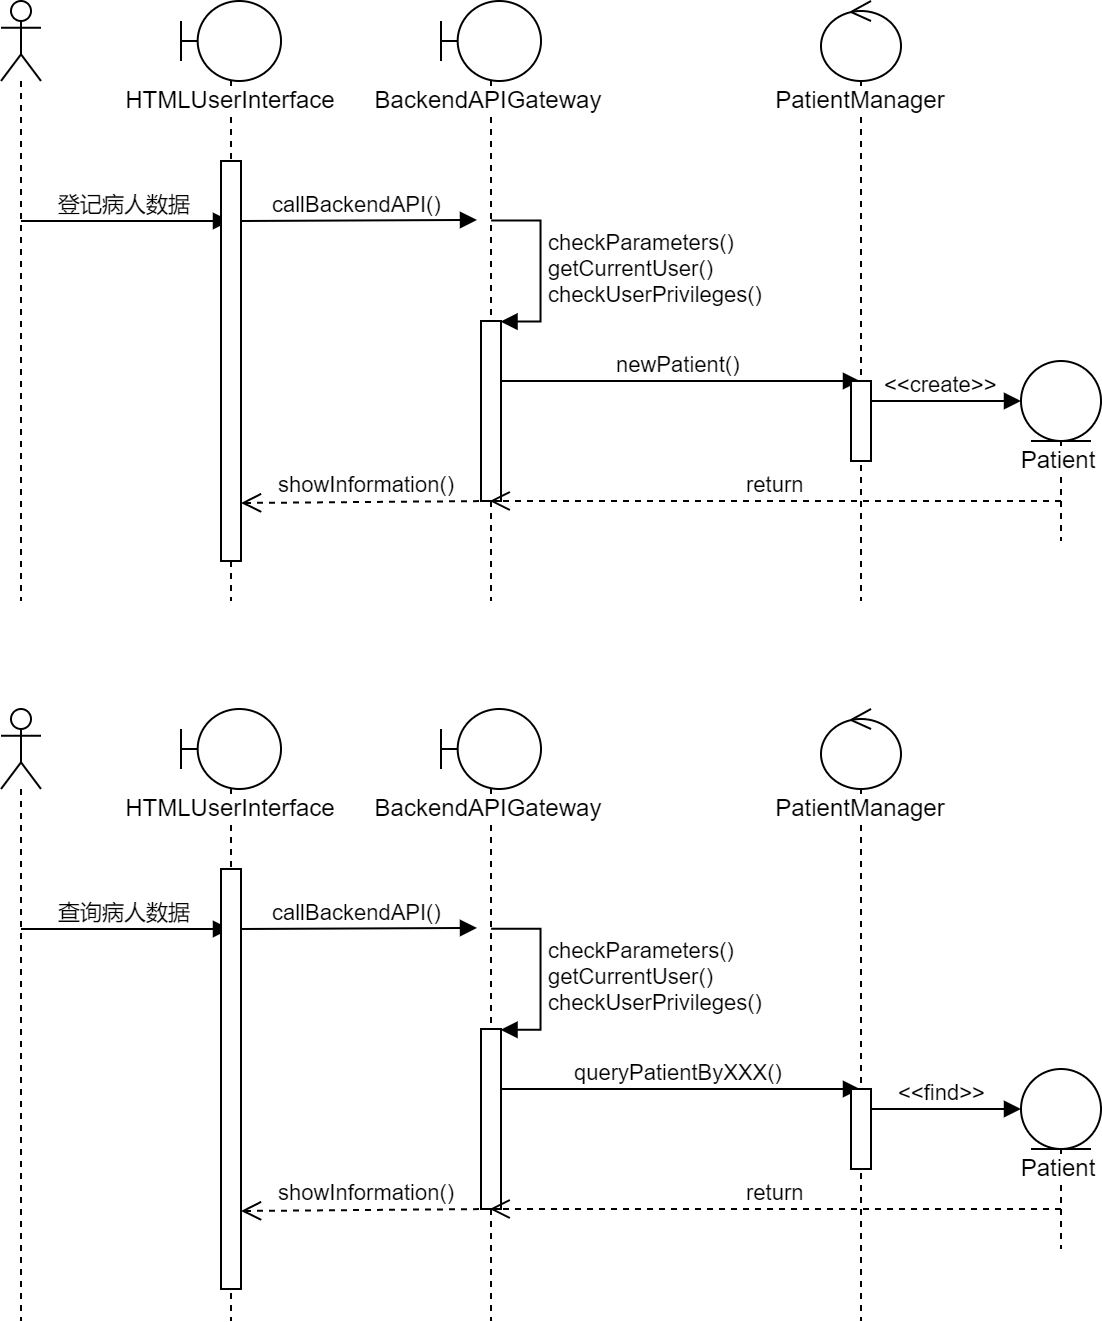 HTMLUserInterface
BackendAPIGateway
PatientManager
登记病人数据
callBackendAPI()
checkParameters()
getCurrentUser()
checkUserPrivileges()
newPatient()
<<create>>
Patient
showInformation()
return
HTMLUserInterface
BackendAPIGateway
PatientManager
查询病人数据
callBackendAPI()
checkParameters()
getCurrentUser()
checkUserPrivileges()
queryPatientByXXX()
<<find>>
Patient
showInformation()
return